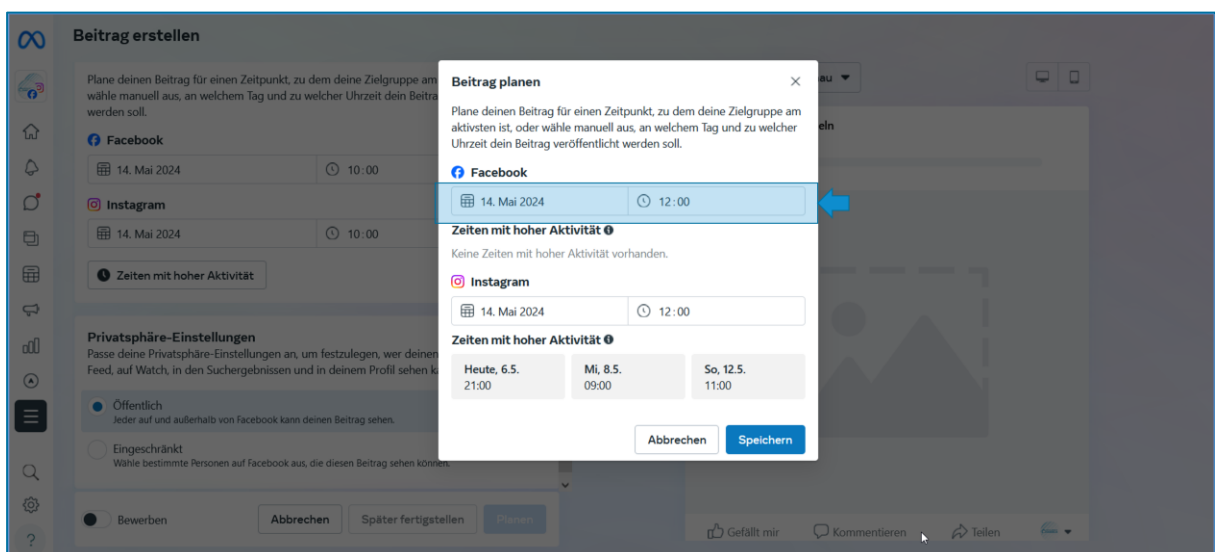 Beitrag erstellen
Plane deinen Beitrag für einen Zeitpunkt, zu dem deine Zielgruppe am
wähle manuell aus, an welchem Tag und zu welcher Uhrzeit dein Beitra
werden soll.
Facebook
14. Mai 2024 10:00
Instagram
14. Mai 2024 10:00
Zeiten mit hoher Aktivität
Privatsphäre-Einstellungen
Passe deine Privatsphäre-Einstellungen an, um festzulegen, wer deinen
Feed, auf Watch, in den Suchergebnissen und in deinem Profil sehen k
Öffentlich
Jeder auf und außerhalb von Facebook kann deinen Beitrag sehen.
Eingeschränkt
Wähle bestimmte Personen auf Facebook aus, die diesen Beitrag sehen können.
Bewerben Abbrechen Später fertigstellen Planen
Beitrag planen
Plane deinen Beitrag für einen Zeitpunkt, zu dem deine Zielgruppe am
aktivsten ist, oder wähle manuell aus, an welchem Tag und zu welcher
Uhrzeit dein Beitrag veröffentlicht werden soll.
Facebook
14. Mai 2024 12:00
Zeiten mit hoher Aktivität
Keine Zeiten mit hoher Aktivität vorhanden.
Instagram
14. Mai 2024 12:00
Zeiten mit hoher Aktivität
Heute, 6.5. Mi, 8.5. So, 12.5.
21:00 09:00 11:00
Abbrechen Speichern
au
eln
Gefällt mir Kommentieren Teilen